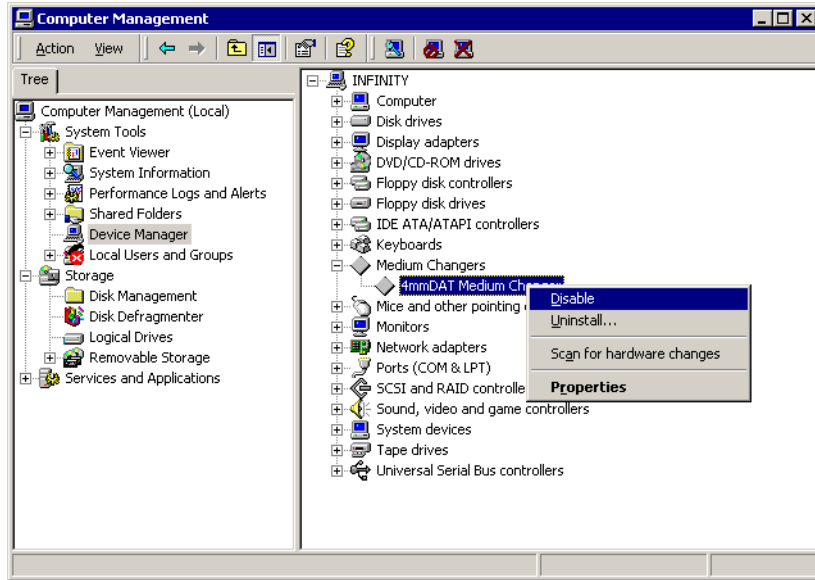 Computer Management
Action View
Tree
Computer Management (Local)
System Tools
Event Viewer
System Information
Performance Logs and Alerts
Shared Folders
Device Manager
Local Users and Groups
Storage
Disk Management
Disk Defragmenter
Logical Drives
Removable Storage
Services and Applications
INFINITY
Computer
Disk drives
Display adapters
DVD/CD-ROM drives
Floppy disk controllers
Floppy disk drives
IDE ATA/ATAPI controllers
Keyboards
Medium Changers
4mmDAT Medium Changer
Mice and other pointing
Monitors
Network adapters
Ports (COM & LPT)
SCSI and RAID controlle
Sound, video and game controllers
System devices
Tape drives
Universal Serial Bus controllers
Disable
Uninstall...
Scan for hardware changes
Properties